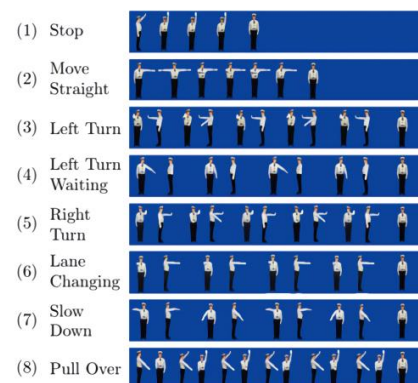 (1) Stop
(2) Move
Straight
(3) Left Turn
(4) Left Turn
Waiting
(5) Right
Turn
(6) Lane
Changing
(7) Slow
Down
(8) Pull Over